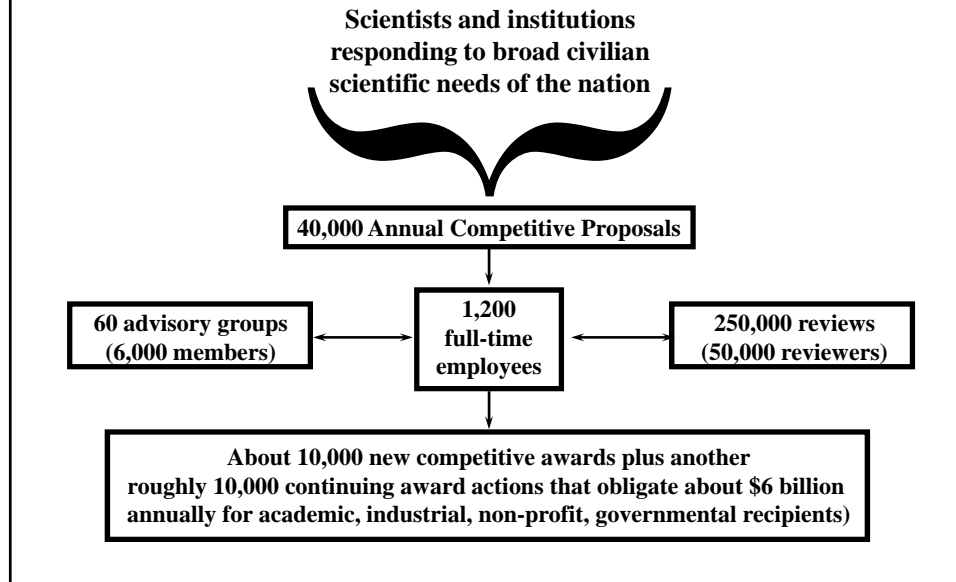 Scientists and institutions
responding to broad civilian
scientific needs of the nation
40,000 Annual Competitive Proposals
60 advisory groups
(6,000 members)
1,200
full-time
employees
250,000 reviews
(50,000 reviewers)
About 10,000 new competitive awards plus another
roughly 10,000 continuing award actions that obligate about $6 billion
annually for academic, industrial, non-profit, governmental recipients)